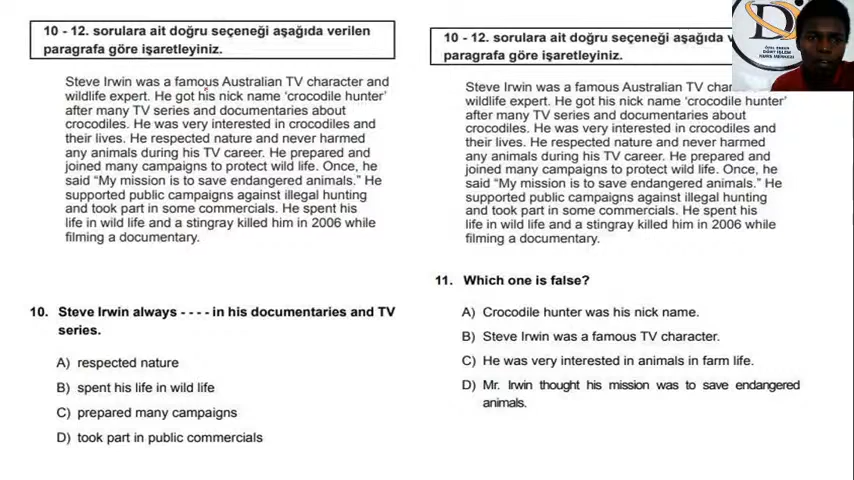 10 - 12. sorulara ait doğru seçeneği aşağıda verilen
paragrafa göre işaretleyiniz.
Steve Irwin was a famous Australian TV character and
wildlife expert. He got his nick name ‘crocodile hunter’
after many TV series and documentaries about
crocodiles. He was very interested in crocodiles and
their lives. He respected nature and never harmed
any animals during his TV career. He prepared and
joined many campaigns to protect wild life. Once, he
said “My mission is to save endangered animals.” He
supported public campaigns against illegal hunting
and took part in some commercials. He spent his
life in wild life and a stingray killed him in 2006 while
filming a documentary.
10. Steve Irwin always - - - - in his documentaries and TV
series.
A) respected nature
B) spent his life in wild life
C) prepared many campaigns
D) took part in public commercials
10 - 12. sorulara ait doğru seçeneği aşağıda
paragrafa göre işaretleyiniz.
Steve Irwin was a famous Australian TV
wildlife expert. He got his nick name ‘crocodile hunter’
after many TV series and documentaries about
crocodiles. He was very interested in crocodiles and
their lives. He respected nature and never harmed
any animals during his TV career. He prepared and
joined many campaigns to protect wild life. Once, he
said “My mission is to save endangered animals.” He
supported public campaigns against illegal hunting
and took part in some commercials. He spent his
life in wild life and a stingray killed him in 2006 while
filming a documentary.
11. Which one is false?
A) Crocodile hunter was his nick name.
B) Steve Irwin was a famous TV character.
C) He was very interested in animals in farm life.
D) Mr. Irwin thought his mission was to save endangered
animals.